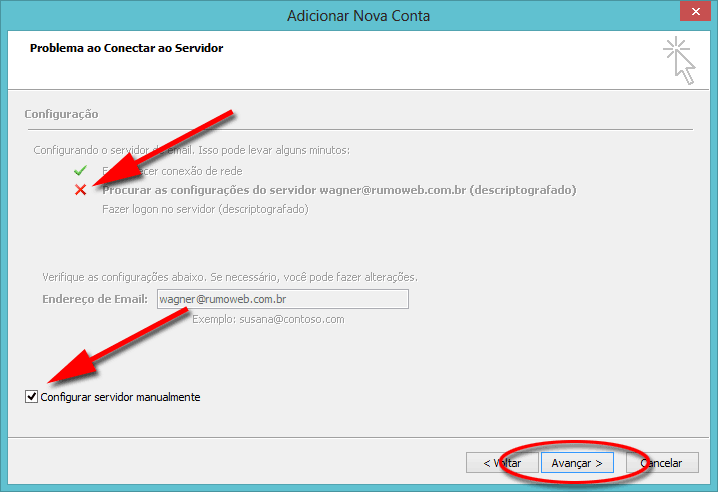 Adicionar Nova Conta
Problema ao Conectar ao Servidor
Configuração
Configurando o servidor de email. Isso pode levar alguns minutos:
conexão de rede
Procurar as configurações do servidor wagner@rumoweb.com.br (descriptografado)
Fazer logon no servidor (descriptografado)
Verifique as configurações abaixo. Se necessário, você pode fazer alterações.
Endereço de Email: wagner@rumoweb.com.br
Exemplo: susana@contoso.com
Configurar servidor manualmente
< Voltar Avançar > Cancelar